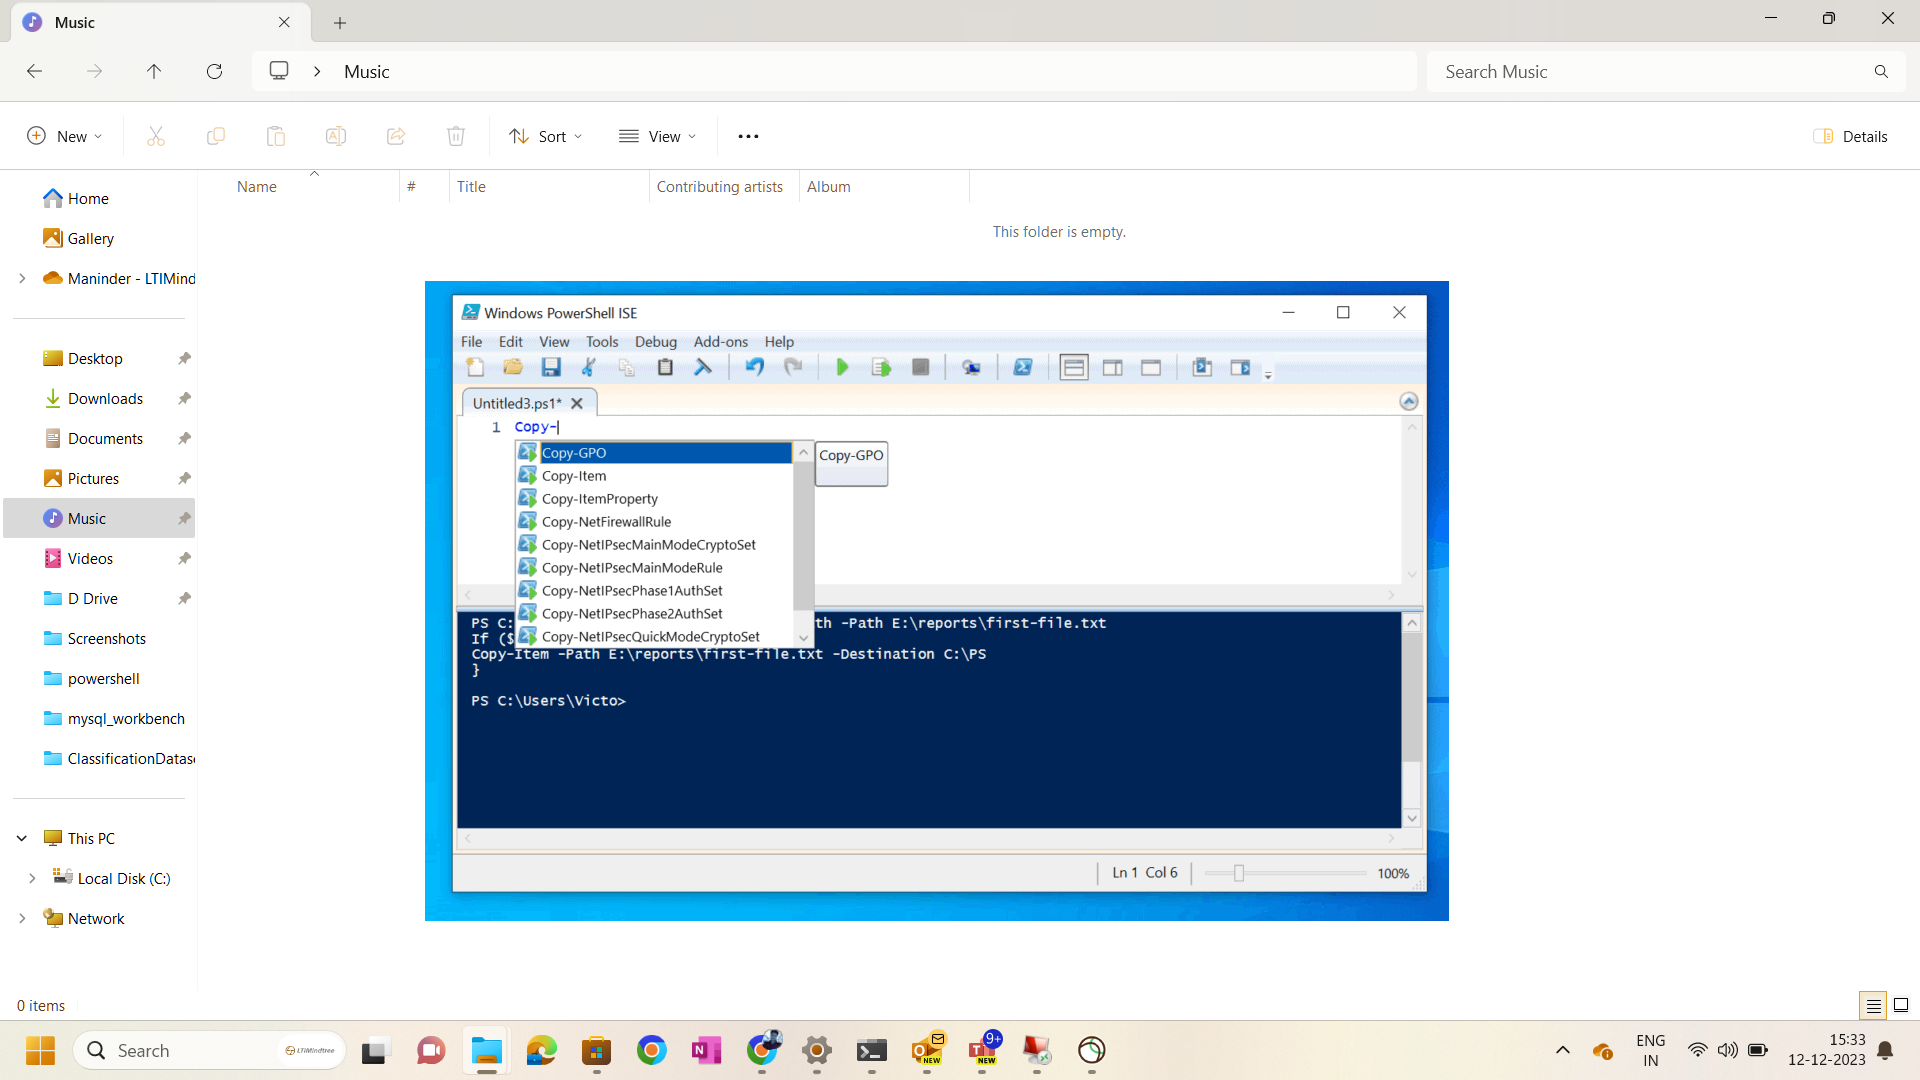 Music
Music
Search Music
New
Sort
View
Details
Name
#
Title
Contributing artists
Album
This folder is empty.
Home
Gallery
Maninder - LTIMind
Desktop
Downloads
Documents
Pictures
Music
Videos
D Drive
Screenshots
powershell
mysql_workbench
ClassificationDatas
This PC
Local Disk (C:)
Network
Windows PowerShell ISE
File Edit View Tools Debug Add-ons Help
Untitled3.ps1*
1 Copy-
Copy-GPO
Copy-GPO
Copy-Item
Copy-ItemProperty
Copy-NetFirewallRule
Copy-NetIPsecMainModeCryptoSet
Copy-NetIPsecMainModeRule
Copy-NetIPsecPhase1AuthSet
Copy-NetIPsecPhase2AuthSet
Copy-NetIPsecQuickModeCryptoSet
PS C: th -Path E:\reports\first-file.txt
If ($
Copy-Item -Path E:\reports\first-file.txt -Destination C:\PS
}
PS C:\Users\Victo>
Ln 1 Col 6
100%
0 items
Search
LTIMindtree
NEW
9+
NEW
ENG
IN
15:33
12-12-2023